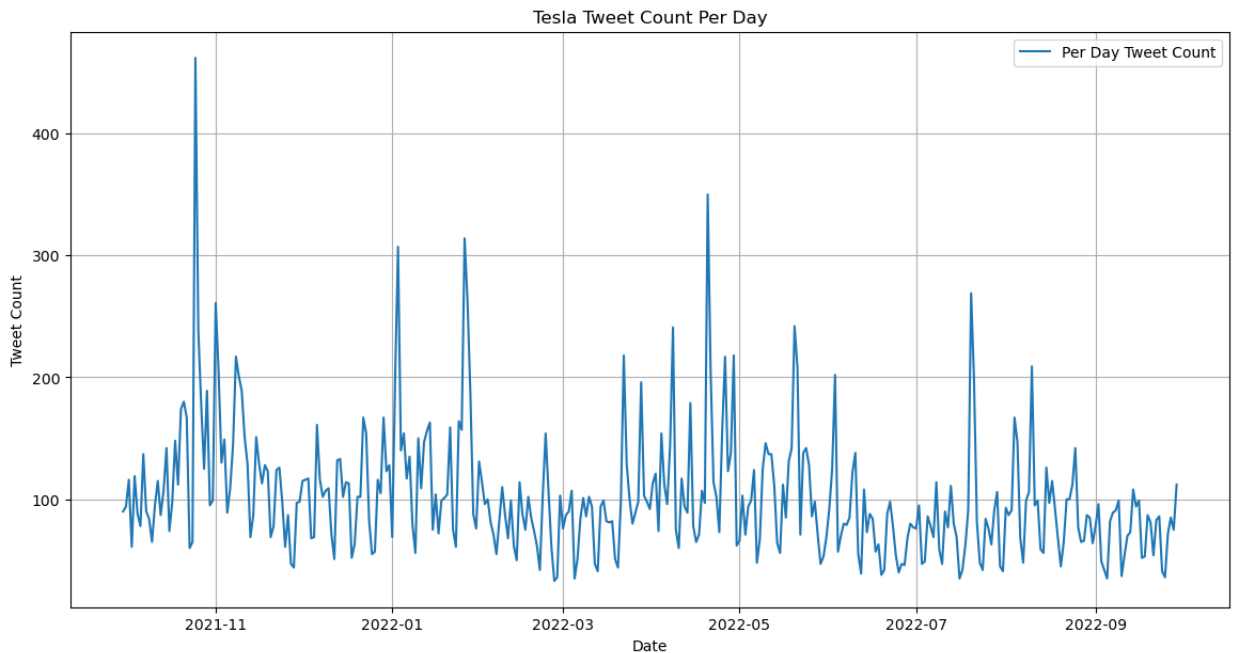 Tesla Tweet Count Per Day
Per Day Tweet Count
400
300
200
100
Tweet Count
2021-11
2022-01
2022-03
2022-05
2022-07
2022-09
Date